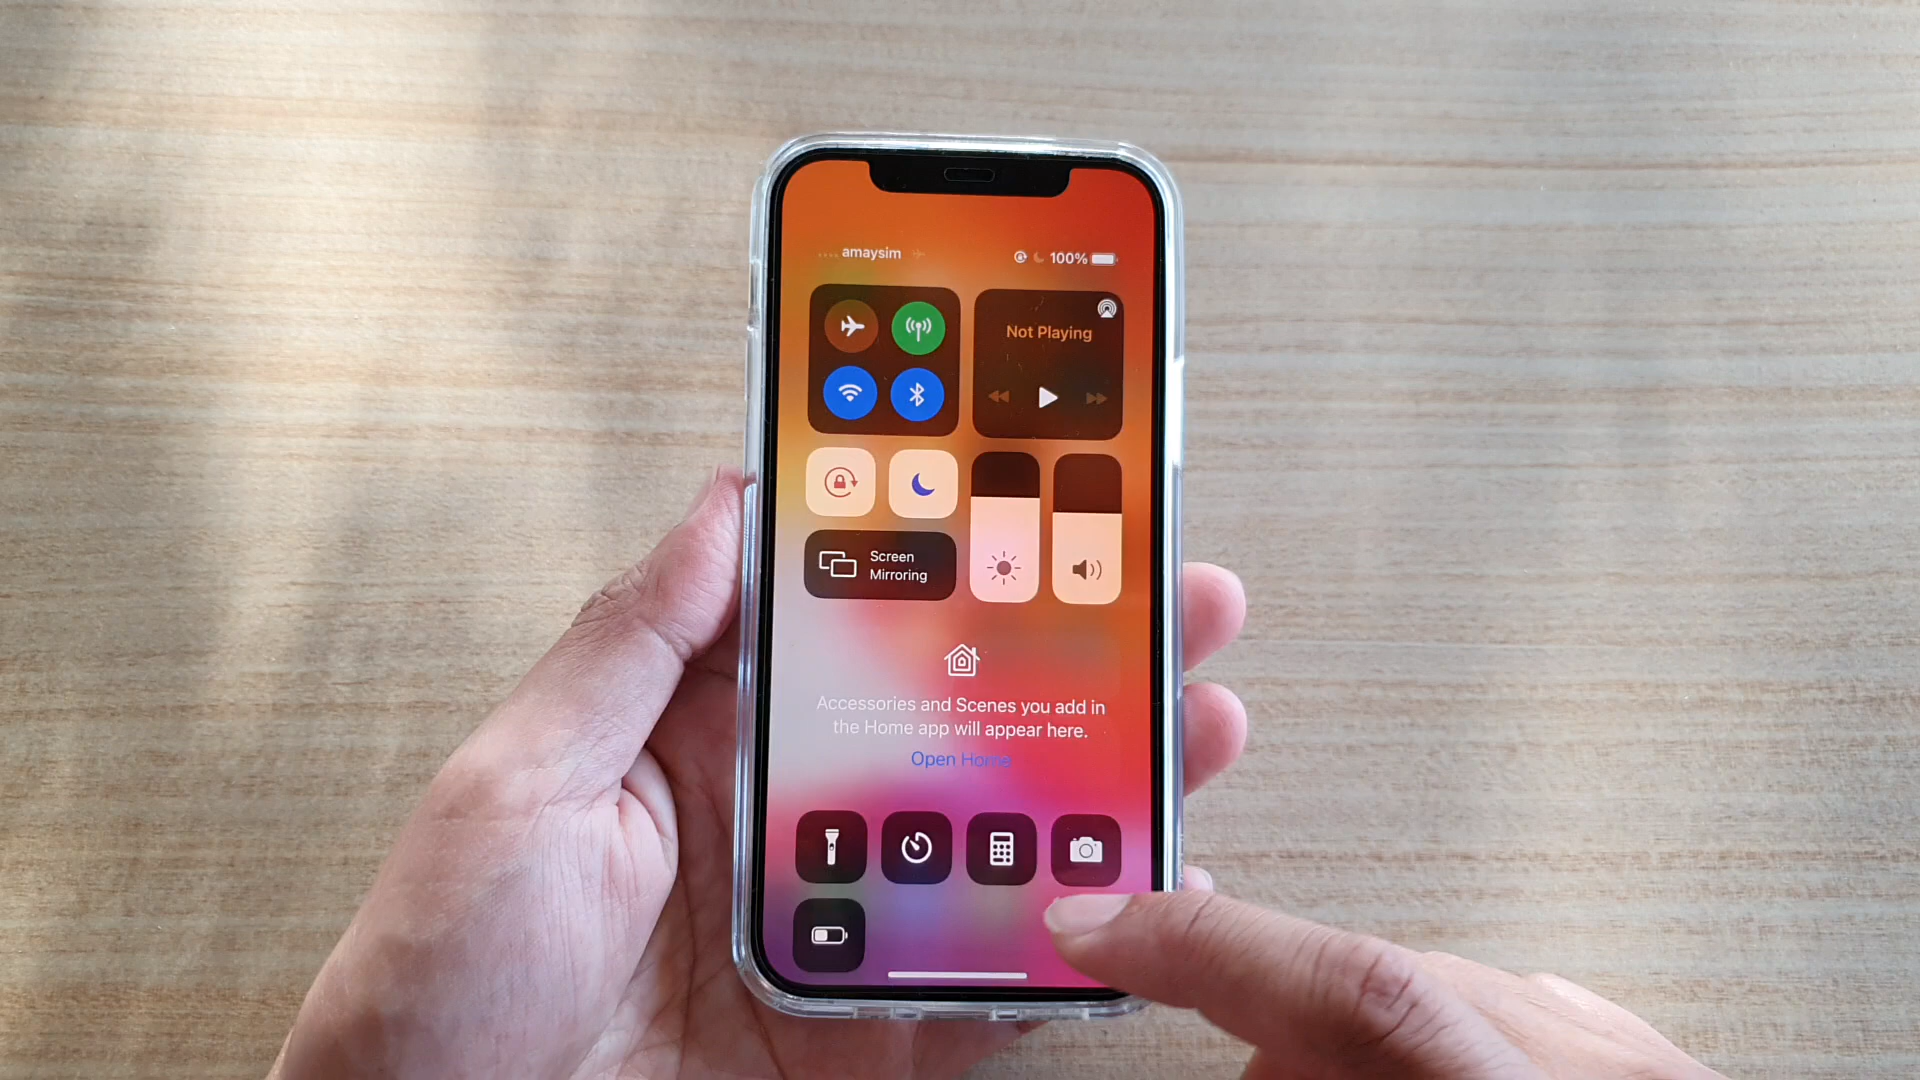 amaysim
100%
Not Playing
Screen
Mirroring
Accessories and Scenes you add in
the Home app will appear here.
Open Home